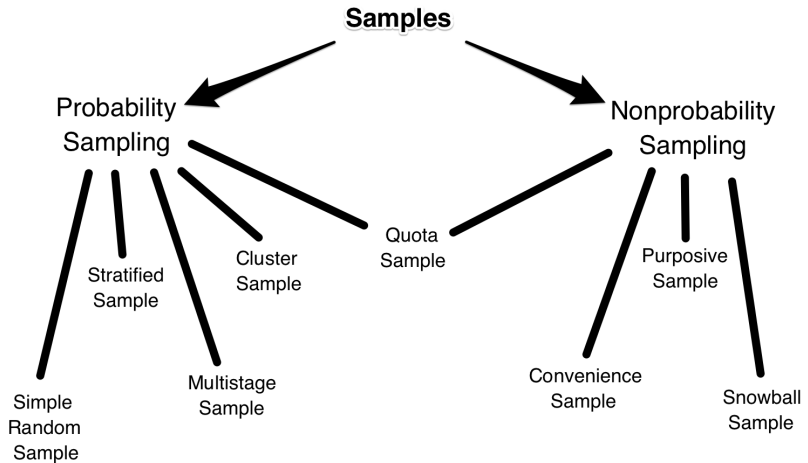 Samples
Probability
Sampling
Nonprobability
Sampling
Quota
Sample
Cluster
Sample
Stratified
Sample
Purposive
Sample
Multistage
Sample
Convenience
Sample
Simple
Random
Sample
Snowball
Sample